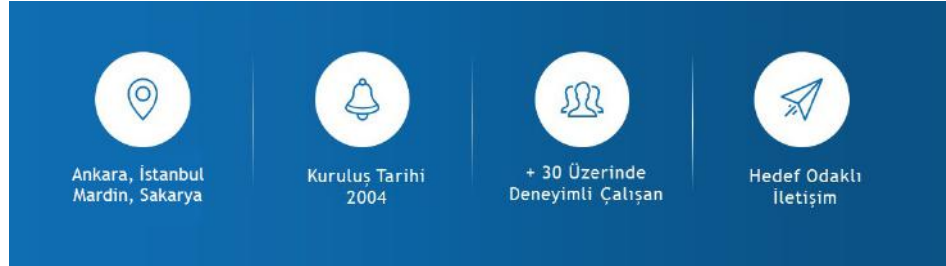 Ankara, İstanbul
Mardin, Sakarya
Kuruluş Tarihi
2004
+ 30 Üzerinde
Deneyimli Çalışan
Hedef Odaklı
İletişim